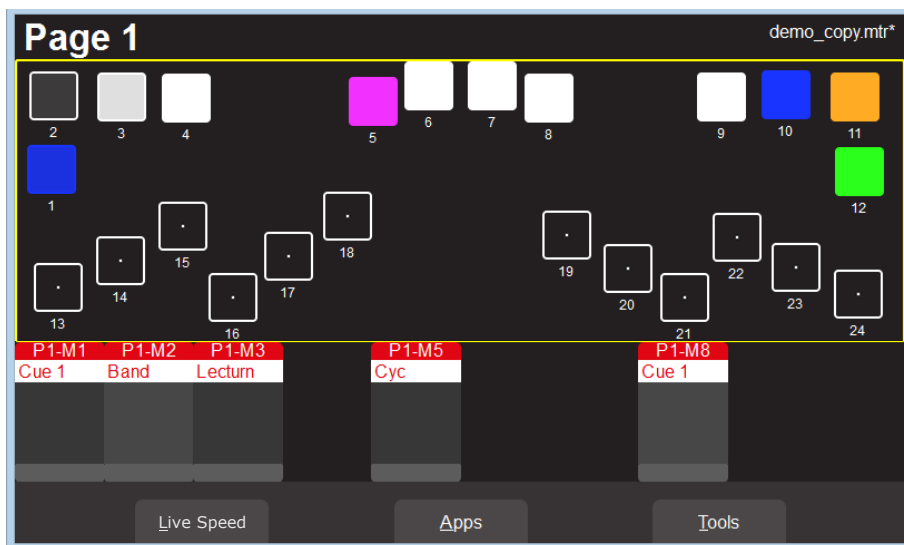 Page 1
demo_copy.mtr*
2 3 4 5 6 7 8 9 10 11
1 12
13 14 15 16 17 18 19 20 21 22 23 24
P1-M1 P1-M2 P1-M3 P1-M5 P1-M8
Cue 1 Band Lecturn Cyc Cue 1
Live Speed Apps Tools